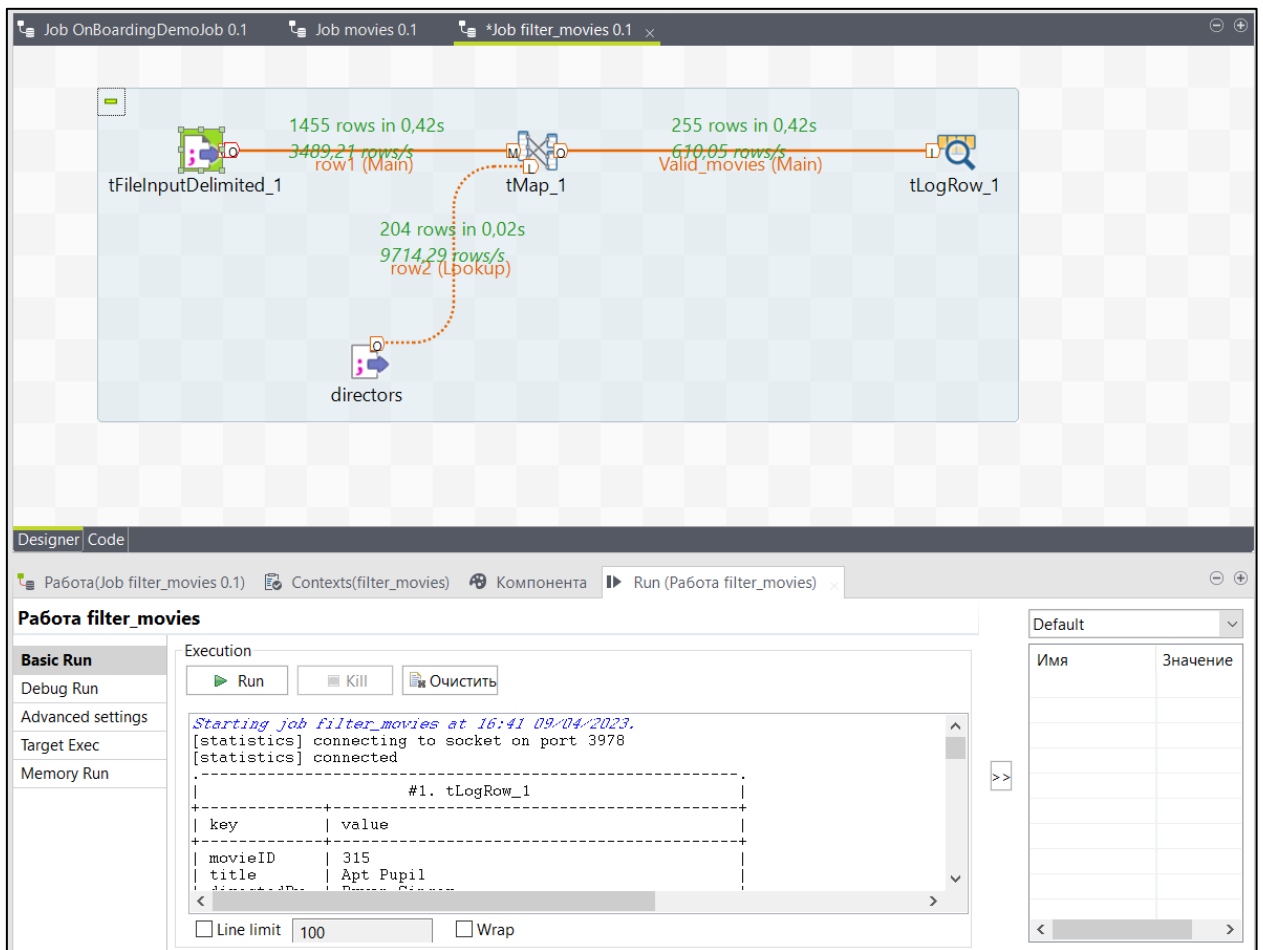 Job OnBoardingDemoJob 0.1 Job movies 0.1 *Job filter_movies 0.1
1455 rows in 0,42s
3489,21 rows/s
row1 (Main)
255 rows in 0,42s
610,05 rows/s
Valid_movies (Main)
tFileInputDelimited_1
tMap_1
tLogRow_1
204 rows in 0,02s
9714,29 rows/s
row2 (Lookup)
directors
Designer Code
Работа(Job filter_movies 0.1) Contexts(filter_movies) Компонента Run (Работа filter_movies)
Работа filter_movies
Default
Basic Run
Debug Run
Advanced settings
Target Exec
Memory Run
Execution
Run Kill Очистить
Starting job filter_movies at 16:41 09/04/2023.
[statistics] connecting to socket on port 3978
[statistics] connected
#1. tLogRow_1
key | value
movieID | 315
title | Apt Pupil
directedBy | Bryan Singer
Line limit 100 Wrap
>>
Имя Значение